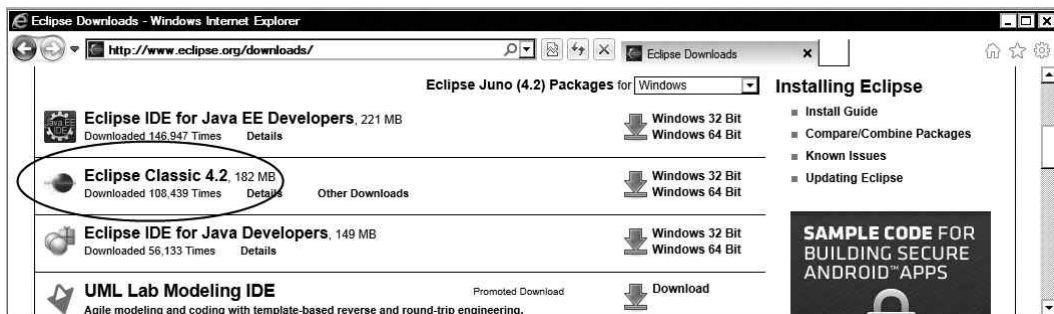 Eclipse Downloads - Windows Internet Explorer
http://www.eclipse.org/downloads/
Eclipse Downloads
Eclipse Juno (4.2) Packages for Windows
Eclipse IDE for Java EE Developers, 221 MB
Downloaded 146,947 Times Details
Windows 32 Bit
Windows 64 Bit
Eclipse Classic 4.2, 182 MB
Downloaded 108,439 Times Details Other Downloads
Windows 32 Bit
Windows 64 Bit
Eclipse IDE for Java Developers, 149 MB
Downloaded 56,133 Times Details
Windows 32 Bit
Windows 64 Bit
UML Lab Modeling IDE
Promoted Download
Download
Agile modeling and coding with template-based reverse and round-trip engineering.
Installing Eclipse
Install Guide
Compare/Combine Packages
Known Issues
Updating Eclipse
SAMPLE CODE FOR
BUILDING SECURE
ANDROID™APPS